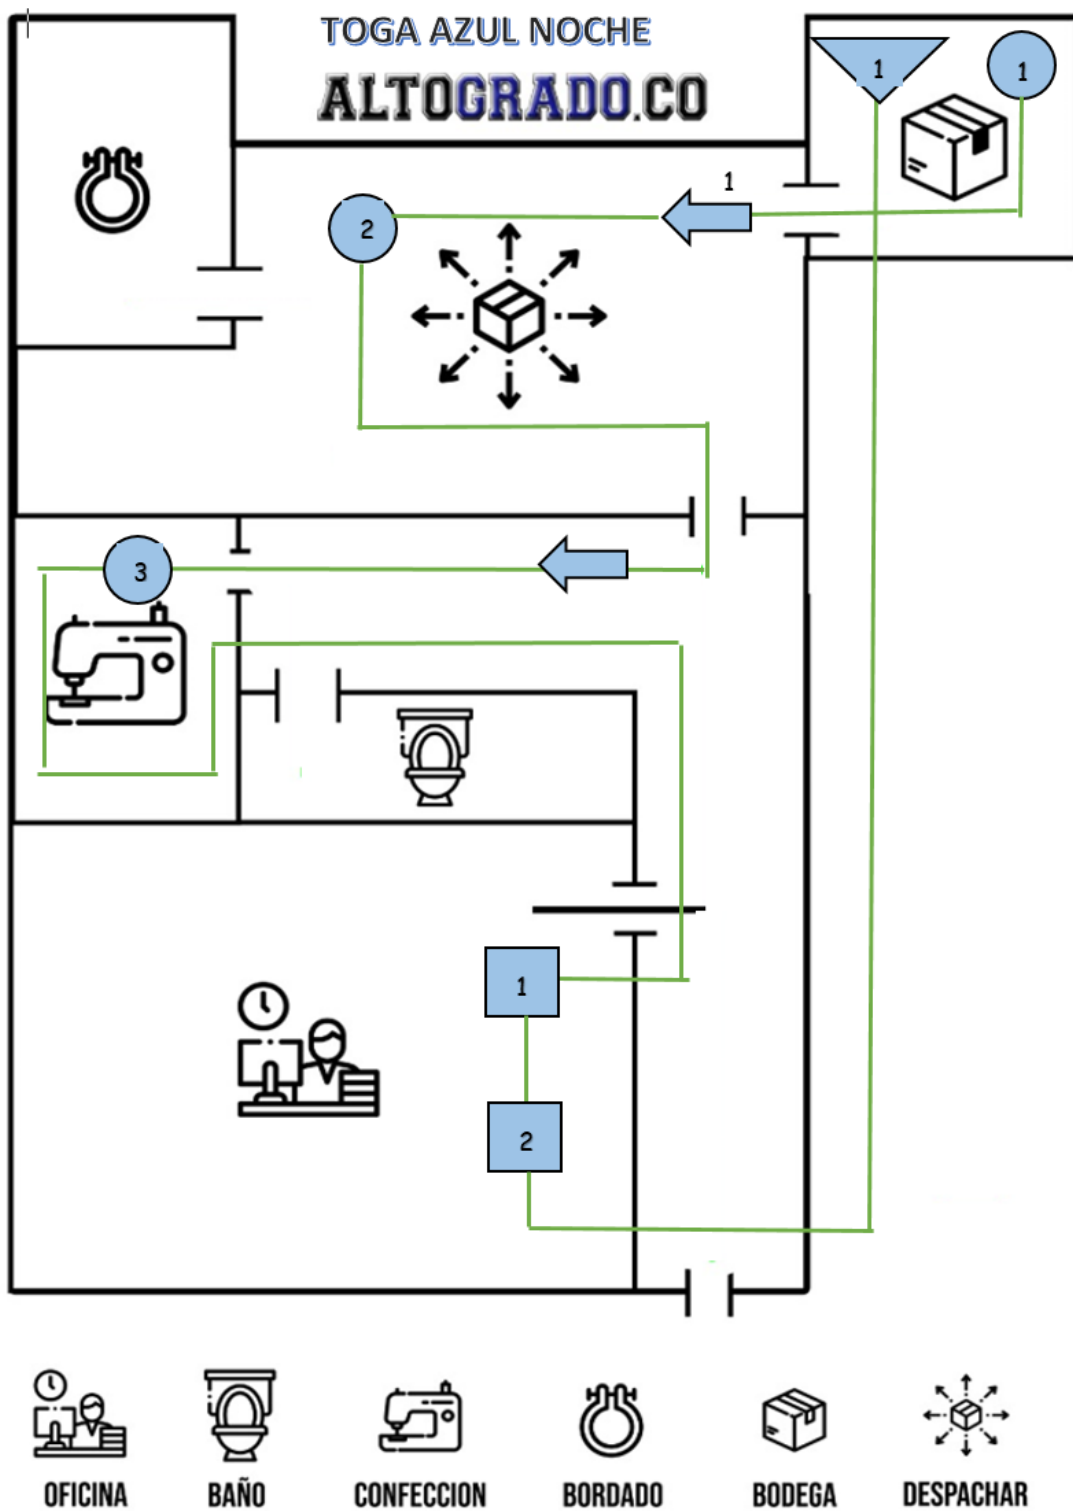 TOGA AZUL NOCHE
ALTOGRADO.CO
1
1
1
2
3
1
2
OFICINA
BAÑO
CONFECCION
BORDADO
BODEGA
DESPACHAR